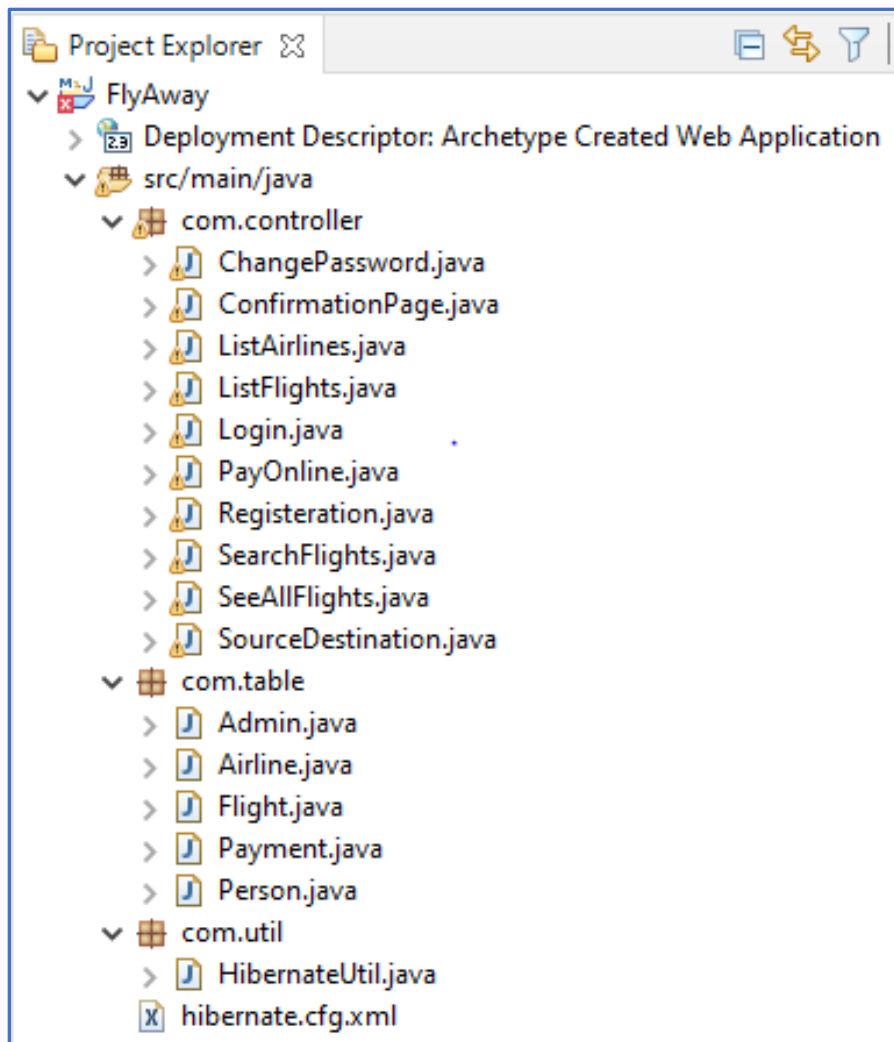 Project Explorer
FlyAway
Deployment Descriptor: Archetype Created Web Application
src/main/java
com.controller
ChangePassword.java
ConfirmationPage.java
ListAirlines.java
ListFlights.java
Login.java
PayOnline.java
Registeration.java
SearchFlights.java
SeeAllFlights.java
SourceDestination.java
com.table
Admin.java
Airline.java
Flight.java
Payment.java
Person.java
com.util
HibernateUtil.java
hibernate.cfg.xml